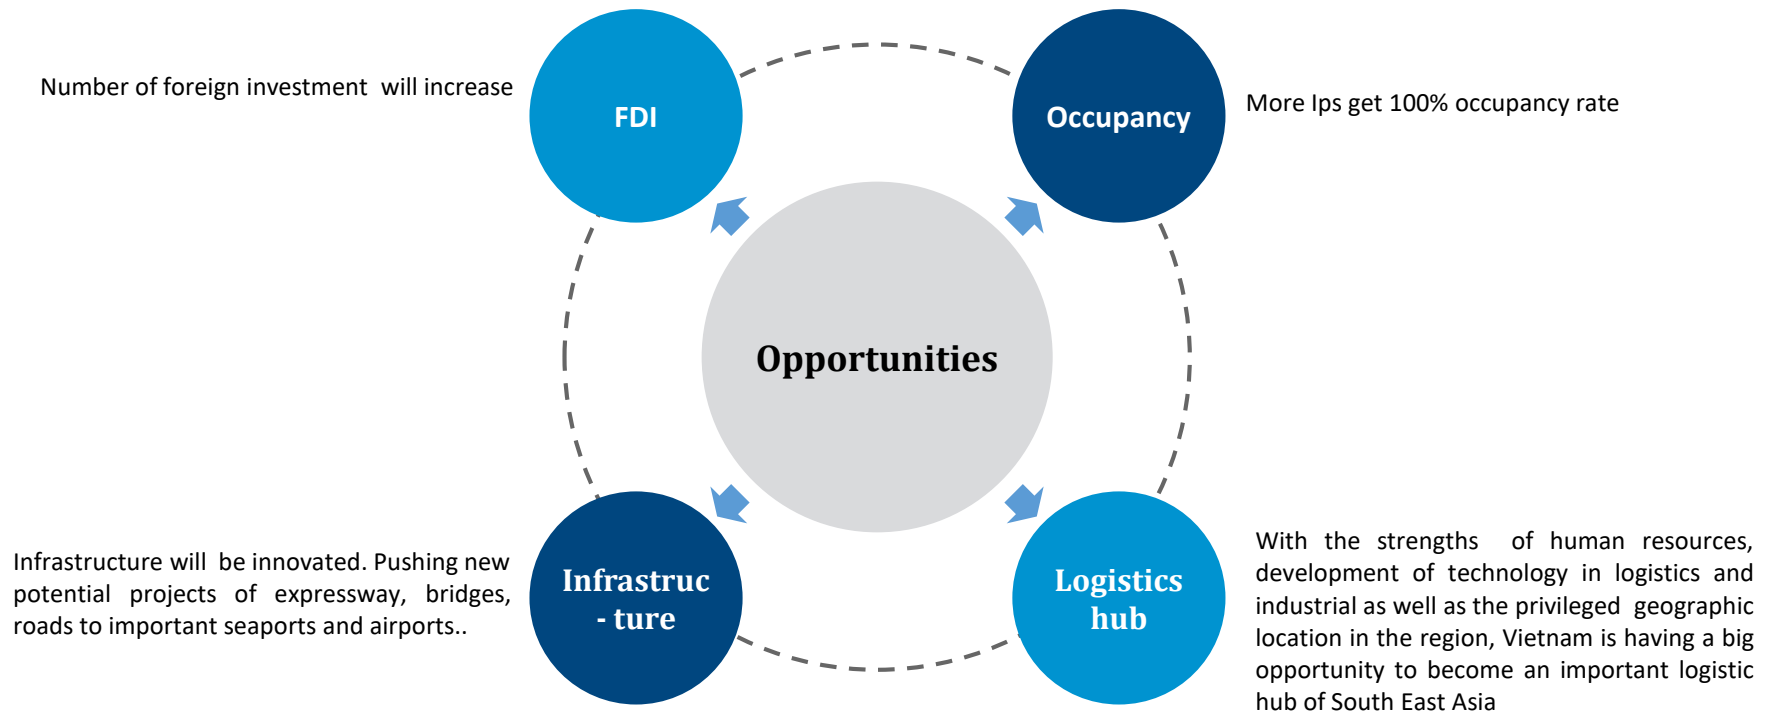 Number of foreign investment  will increase
FDI
Occupancy
More Ips get 100% occupancy rate
Opportunities
Infrastructure will  be innovated. Pushing new
potential projects of expressway, bridges,
roads to important seaports and airports..
Infrastruc
- ture
Logistics
hub
With the strengths  of human resources,
development of technology in logistics and
industrial as well as the privileged  geographic
location in the region, Vietnam is having a big
opportunity to become an important logistic
hub of South East Asia